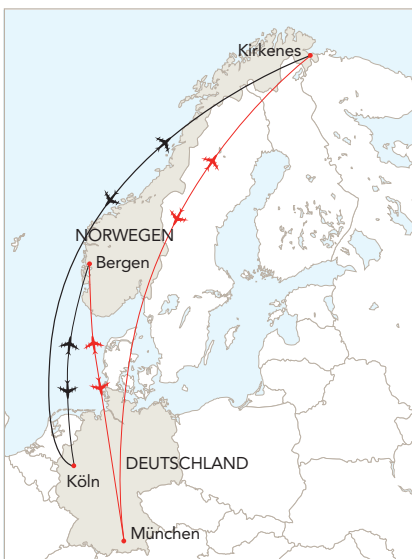 Kirkenes
NORWEGEN
Bergen
DEUTSCHLAND
Köln
München